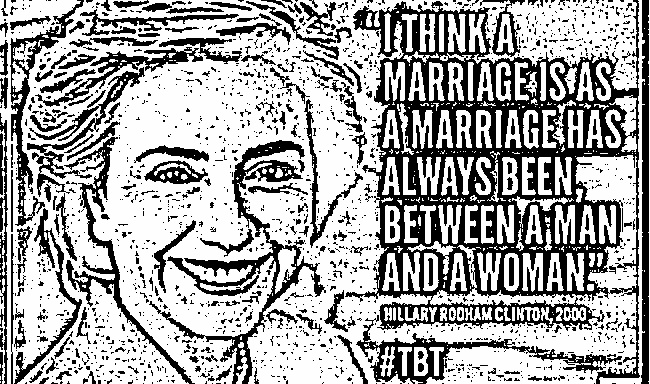 "I THINK A
MARRIAGE IS AS
A MARRIAGE HAS
ALWAYS BEEN,
BETWEEN A MAN
AND A WOMAN."
HILLARY RODHAM CLINTON, 2000
#TBT